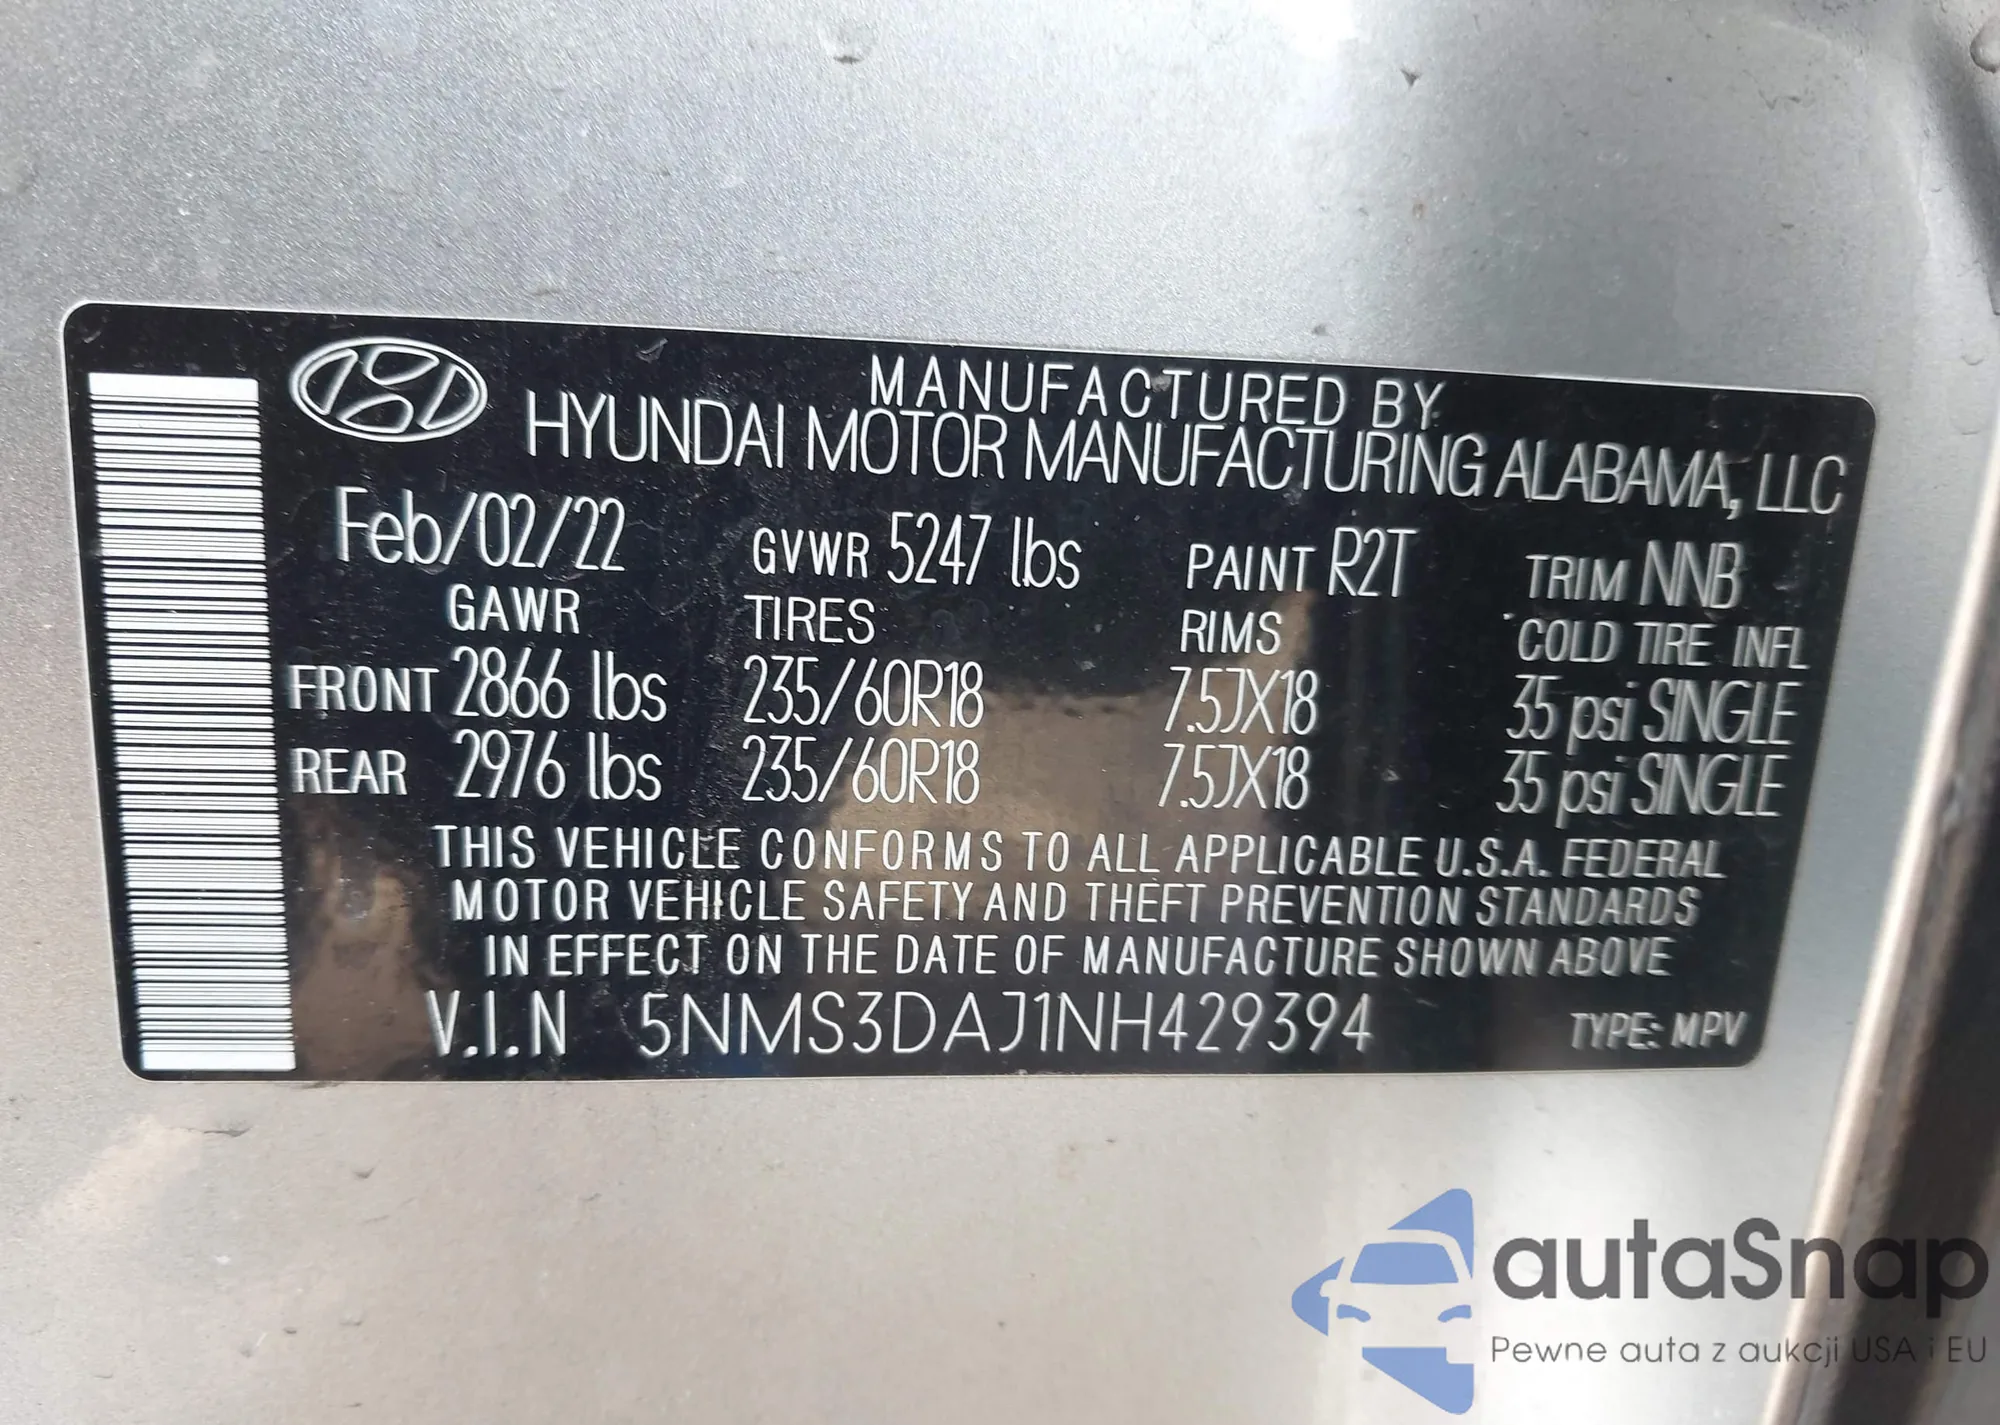 MANUFACTURED BY
HYUNDAI MOTOR MANUFACTURING ALABAMA, LLC
Feb/02/22 GVWR 5247 lbs PAINT R2T TRIM NNB
GAWR TIRES RIMS COLD TIRE INFL
FRONT 2866 lbs 235/60R18 7.5JX18 35 psi SINGLE
REAR 2976 lbs 235/60R18 7.5JX18 35 psi SINGLE
THIS VEHICLE CONFORMS TO ALL APPLICABLE U.S.A. FEDERAL
MOTOR VEHICLE SAFETY AND THEFT PREVENTION STANDARDS
IN EFFECT ON THE DATE OF MANUFACTURE SHOWN ABOVE
V.I.N 5NMS3DAJ1NH429394 TYPE: MPV
autaSnap
Pewne auta z aukcji USA i EU